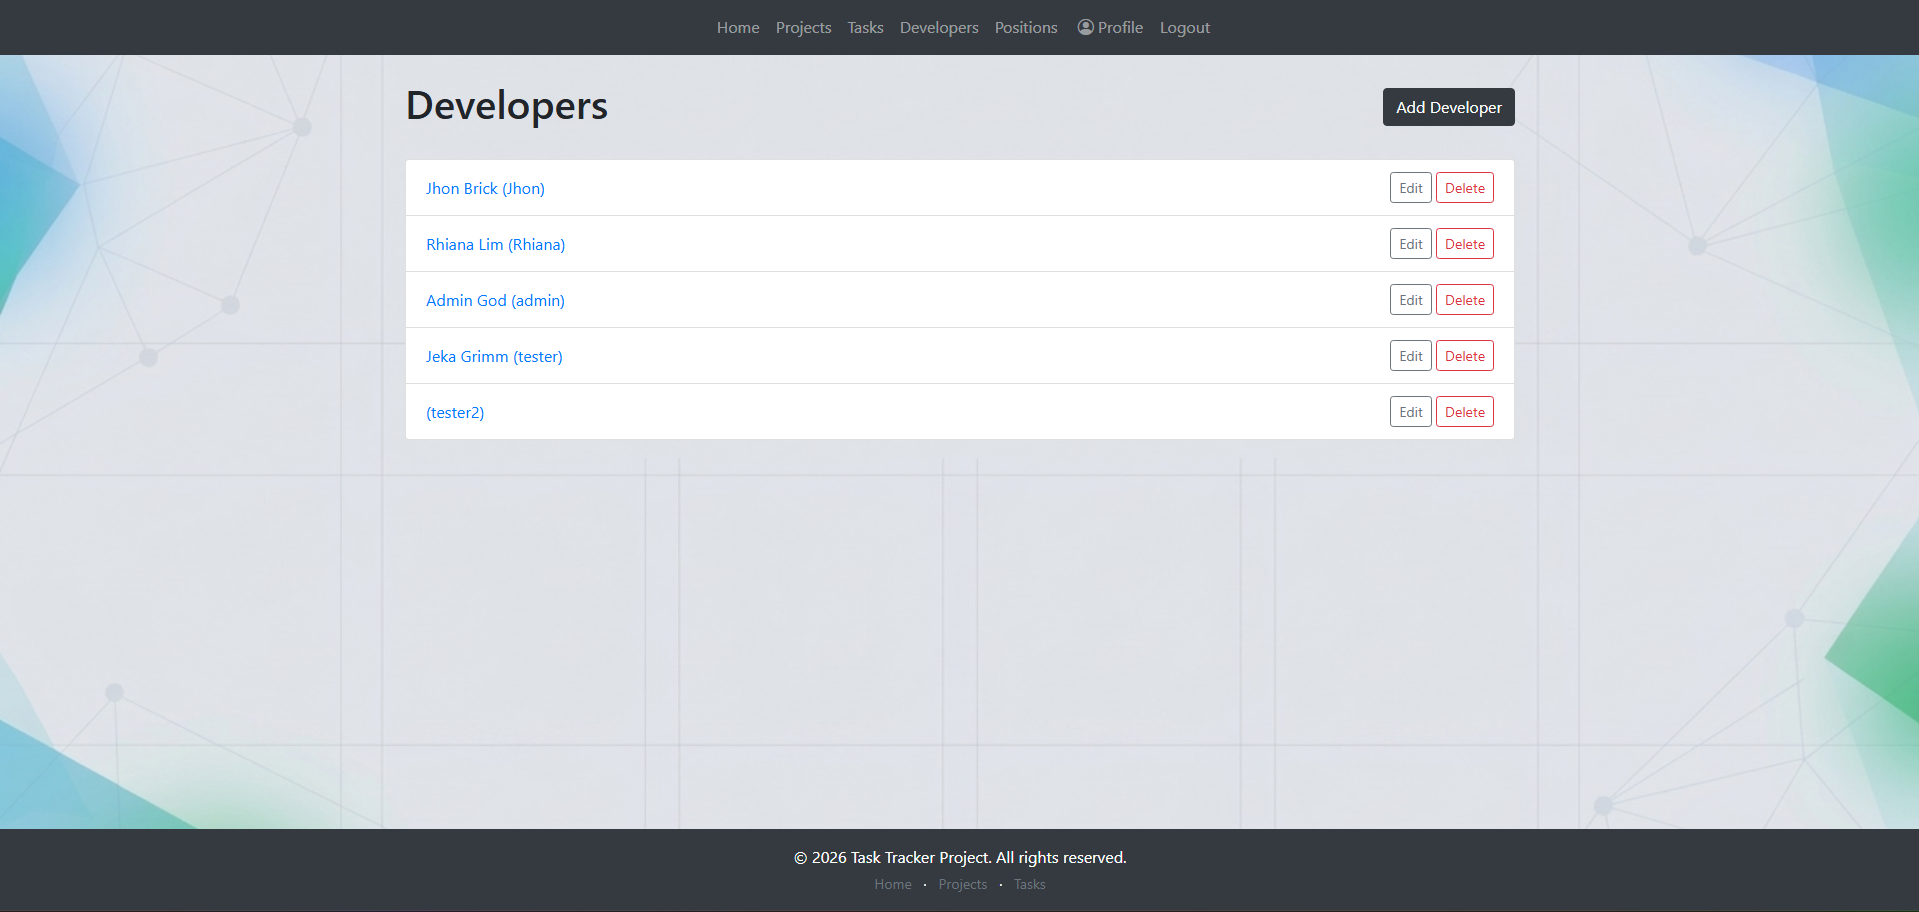 Home Projects Tasks Developers Positions Profile Logout
Developers
Add Developer
Jhon Brick (Jhon) Edit Delete
Rhiana Lim (Rhiana) Edit Delete
Admin God (admin) Edit Delete
Jeka Grimm (tester) Edit Delete
(tester2) Edit Delete
© 2026 Task Tracker Project. All rights reserved.
Home · Projects · Tasks